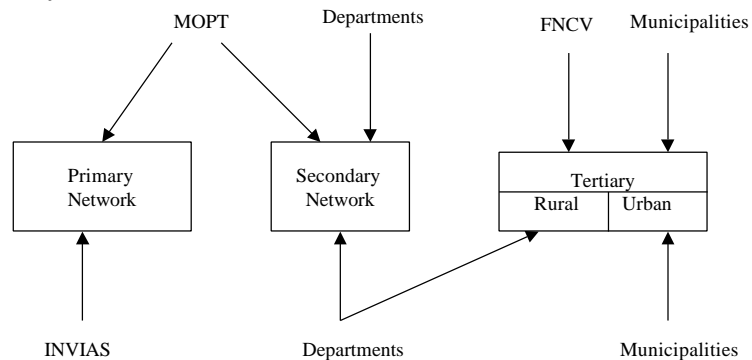 MOPT Departments FNCV Municipalities
Primary Secondary Tertiary
Network Network Rural Urban
INVIAS Departments Municipalities